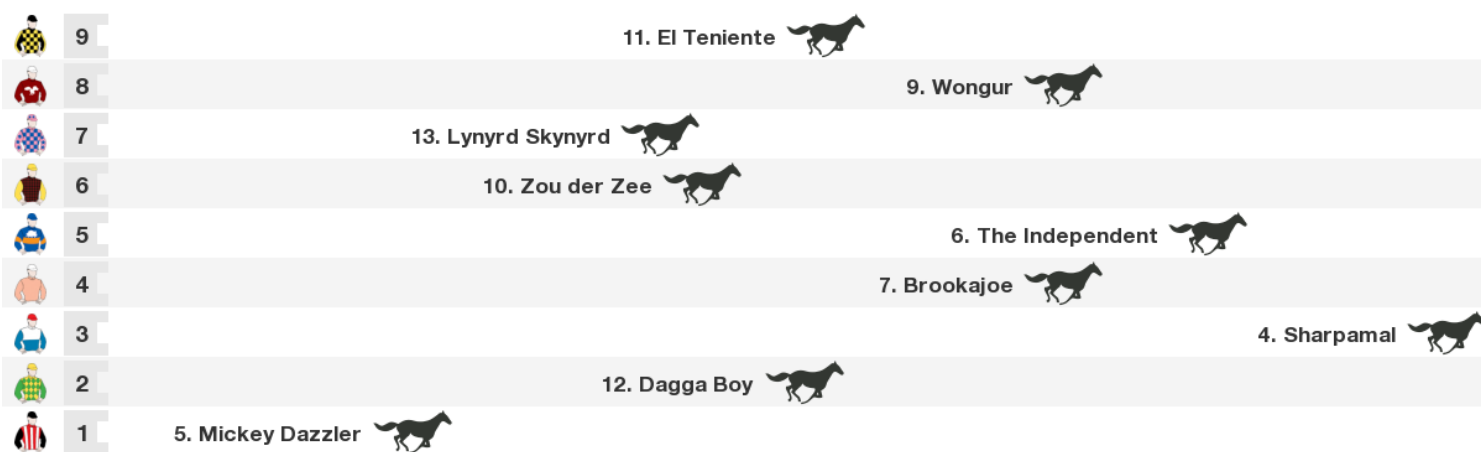 9 11. El Teniente
8 9. Wongur
7 13. Lynyrd Skynyrd
6 10. Zou der Zee
5 6. The Independent
4 7. Brookajoe
3 4. Sharpamal
2 12. Dagga Boy
1 5. Mickey Dazzler